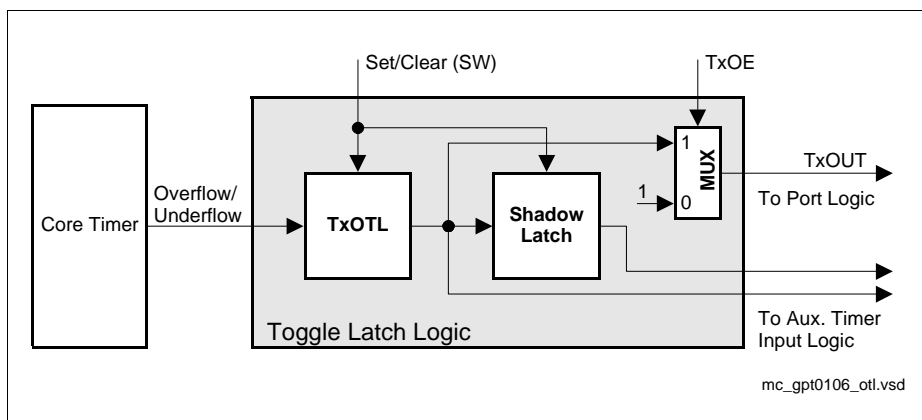 Set/Clear (SW)
TxOE
1
MUX
TxOUT
Overflow/
Underflow
1
0
To Port Logic
Core Timer
TxOTL
Shadow
Latch
To Aux. Timer
Input Logic
Toggle Latch Logic
mc_gpt0106_otl.vsd